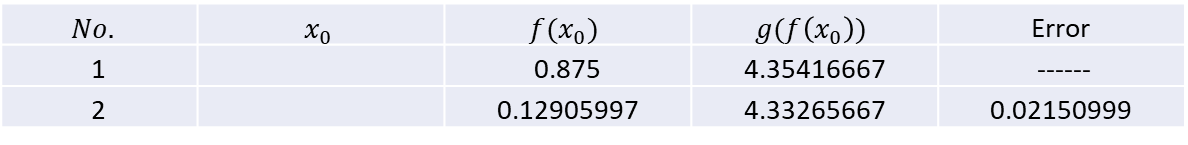 No. x₀ f(x₀) g(f(x₀)) Error
1 0.875 4.35416667 ------
2 0.12905997 4.33265667 0.02150999